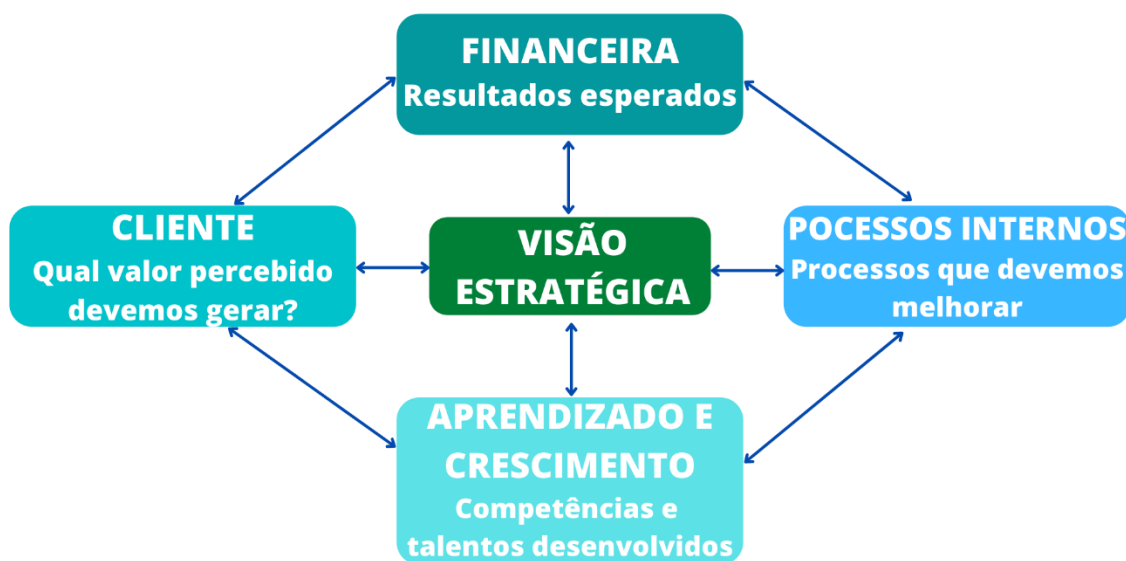 FINANCEIRA
Resultados esperados
CLIENTE
Qual valor percebido
devemos gerar?
VISÃO
ESTRATÉGICA
POCESSOS INTERNOS
Processos que devemos
melhorar
APRENDIZADO E
CRESCIMENTO
Competências e
talentos desenvolvidos